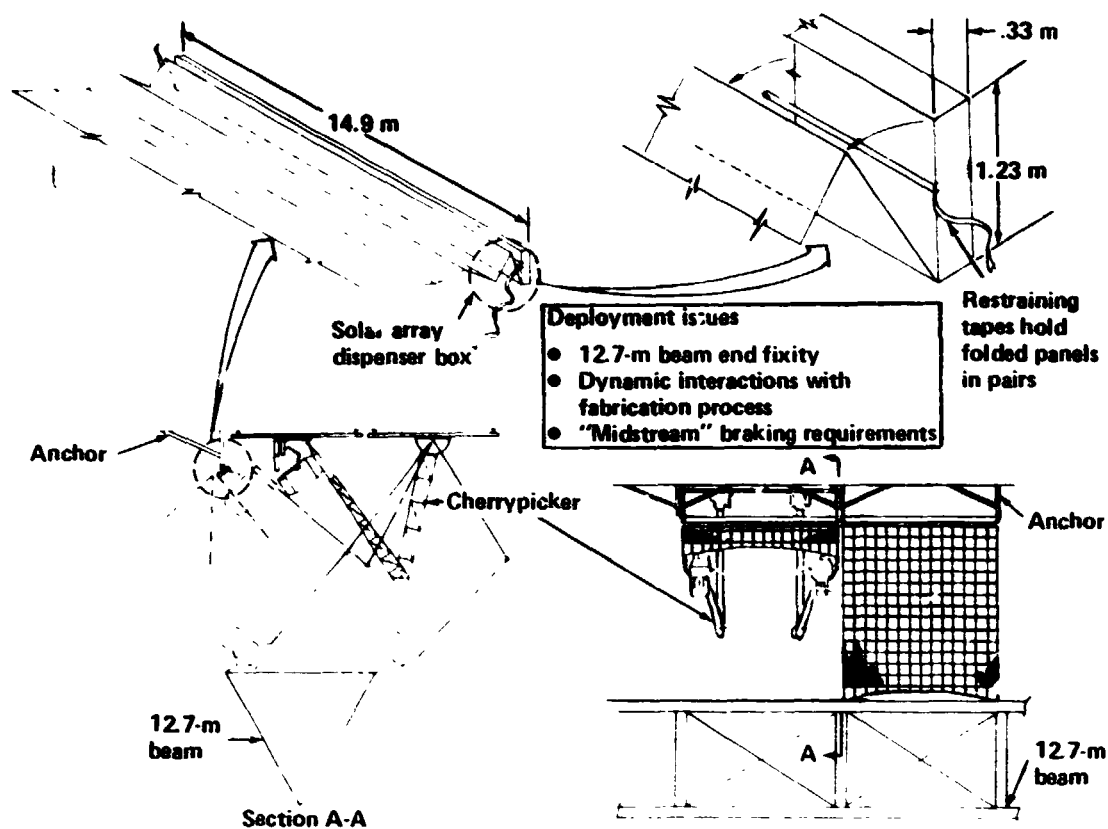 14.9 m
.33 m
1.23 m
Solar array
dispenser box
Restraining
tapes hold
folded panels
in pairs
Deployment issues
● 12.7-m beam end fixity
● Dynamic interactions with
fabrication process
● "Midstream" braking requirements
Anchor
Cherrypicker
A
Anchor
12.7-m
beam
A
12.7-m
beam
Section A-A